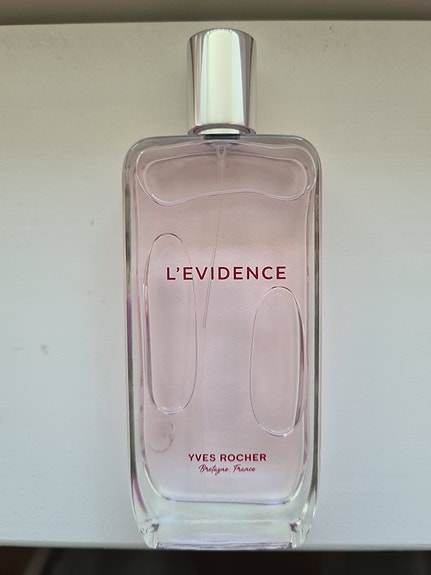 L'EVIDENCE
YVES ROCHER
Bretagne, France